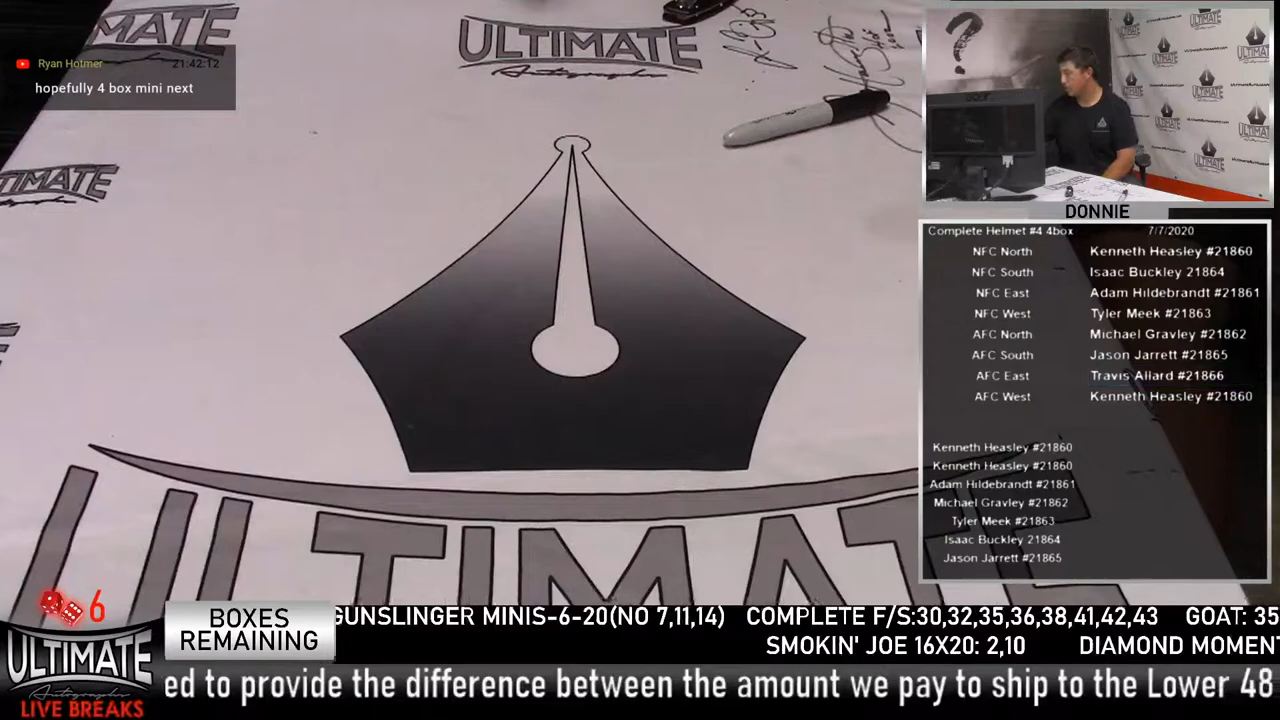 ULTIMATE
Ryan Hotmer 21:42:12
hopefully 4 box mini next
ULTIMATE
Autographs
TIMATE
ULTIMATE
DONNIE
Complete Helmet #4 4box 7/7/2020
NFC North Kenneth Heasley #21860
NFC South Isaac Buckley 21864
NFC East Adam Hildebrandt #21861
NFC West Tyler Meek #21863
AFC North Michael Gravley #21862
AFC South Jason Jarrett #21865
AFC East Travis Allard #21866
AFC West Kenneth Heasley #21860
Kenneth Heasley #21860
Kenneth Heasley #21860
Adam Hildebrandt #21861
Michael Gravley #21862
Tyler Meek #21863
Isaac Buckley 21864
Jason Jarrett #21865
ULTIMATE
6
BOXES
REMAINING
GUNSLINGER MINIS-6-20(NO 7,11,14) COMPLETE F/S:30,32,35,36,38,41,42,43 GOAT: 35
SMOKIN' JOE 16X20: 2,10 DIAMOND MOMENT
ULTIMATE
Autographs
LIVE BREAKS
ed to provide the difference between the amount we pay to ship to the Lower 48